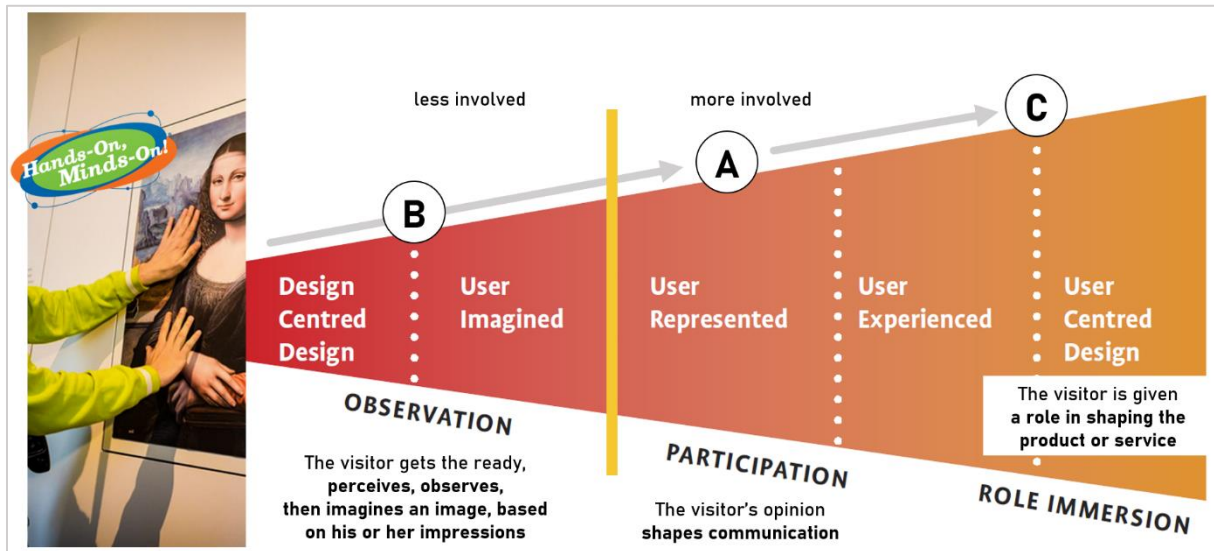 Hands-On,
Minds-On!
less involved
more involved
B
A
C
Design
Centred
Design
User
Imagined
User
Represented
User
Experienced
User
Centred
Design
OBSERVATION
The visitor gets the ready,
perceives, observes,
then imagines an image, based
on his or her impressions
PARTICIPATION
The visitor's opinion
shapes communication
The visitor is given
a role in shaping the
product or service
ROLE IMMERSION